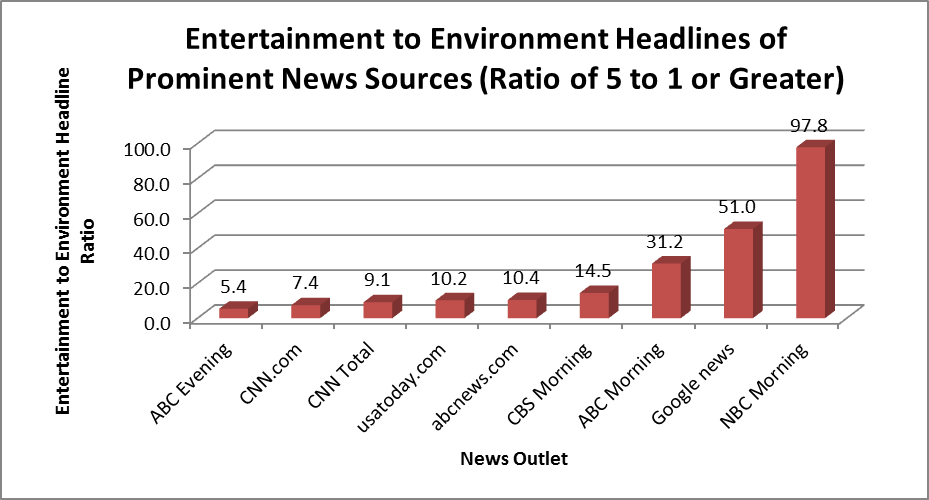 Entertainment to Environment Headlines of
Prominent News Sources (Ratio of 5 to 1 or Greater)
Entertainment to Environment Headline
Ratio
100.0
80.0
60.0
40.0
20.0
0.0
5.4
7.4
9.1
10.2
10.4
14.5
31.2
51.0
97.8
ABC Evening
CNN.com
CNN Total
usatoday.com
abcnews.com
CBS Morning
ABC Morning
Google news
NBC Morning
News Outlet